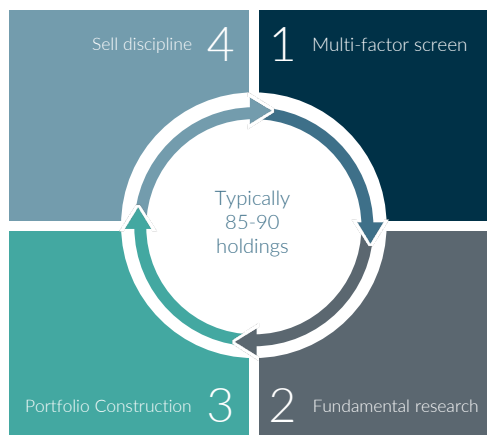 Sell discipline 4
1 Multi-factor screen
Typically
85-90
holdings
Portfolio Construction 3
2 Fundamental research